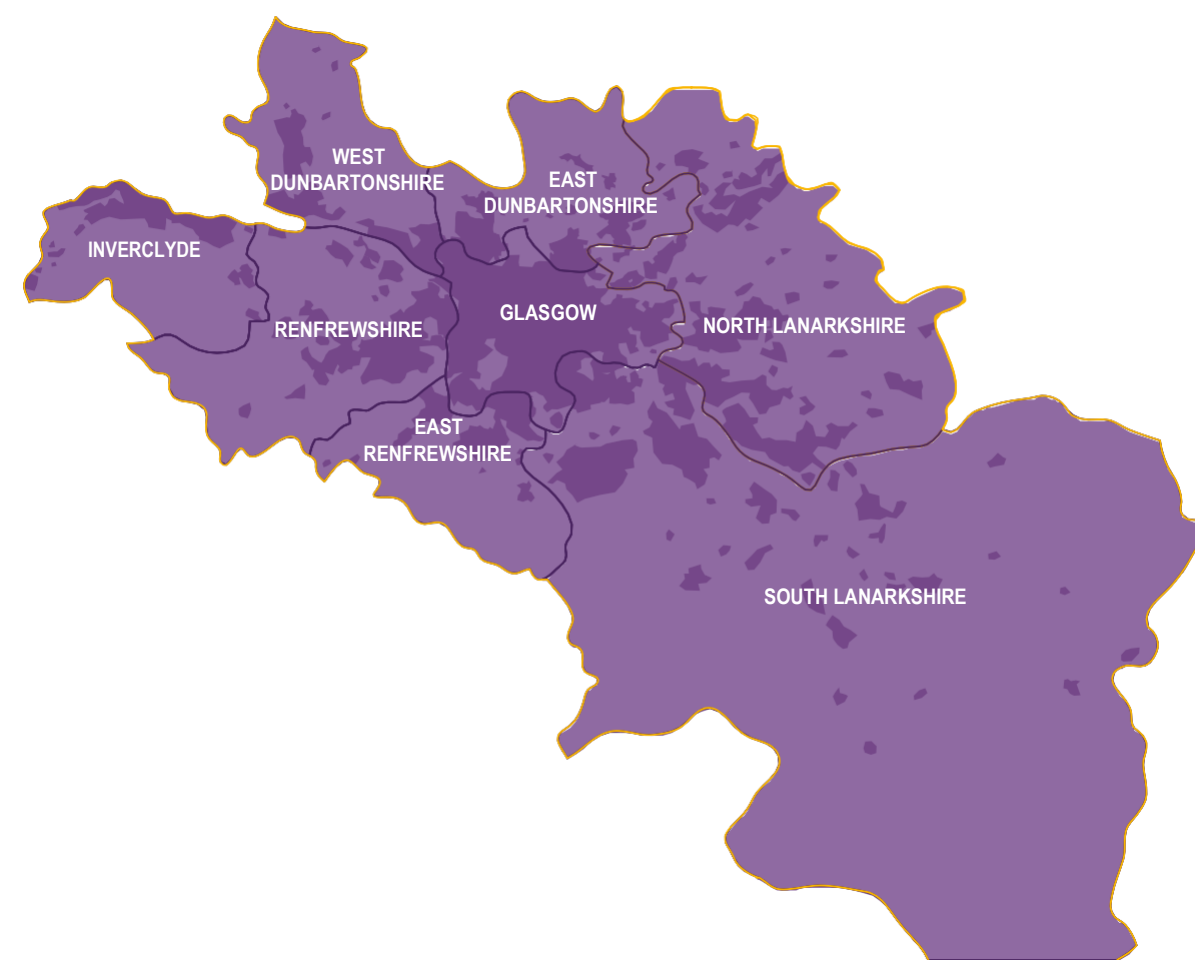 WEST
DUNBARTONSHIRE
EAST
DUNBARTONSHIRE
INVERCLYDE
GLASGOW
RENFREWSHIRE
NORTH LANARKSHIRE
EAST
RENFREWSHIRE
SOUTH LANARKSHIRE